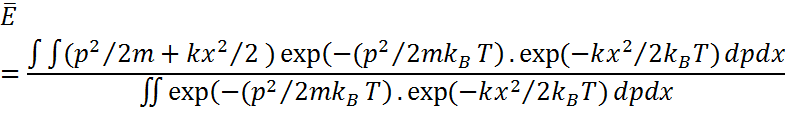 Ē
= ∫ ∫(p²/2m + kx²/2 ) exp(−(p²/2mk_B T) . exp(−kx²/2k_B T) dpdx
∬ exp(−(p²/2mk_B T) . exp(−kx²/2k_B T) dpdx